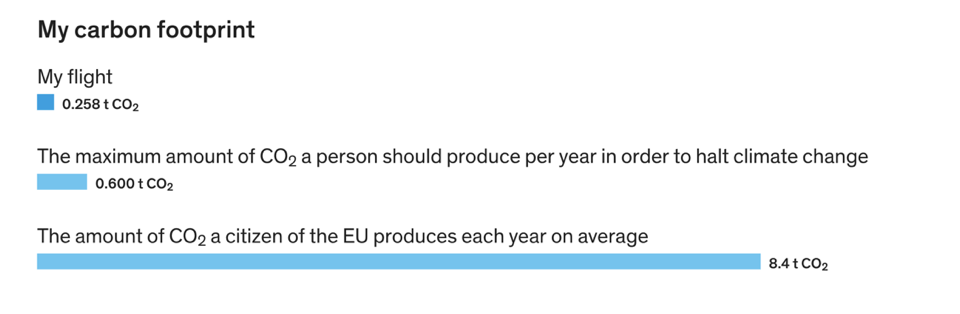 My carbon footprint
My flight
0.258 t CO₂
The maximum amount of CO₂ a person should produce per year in order to halt climate change
0.600 t CO₂
The amount of CO₂ a citizen of the EU produces each year on average
8.4 t CO₂